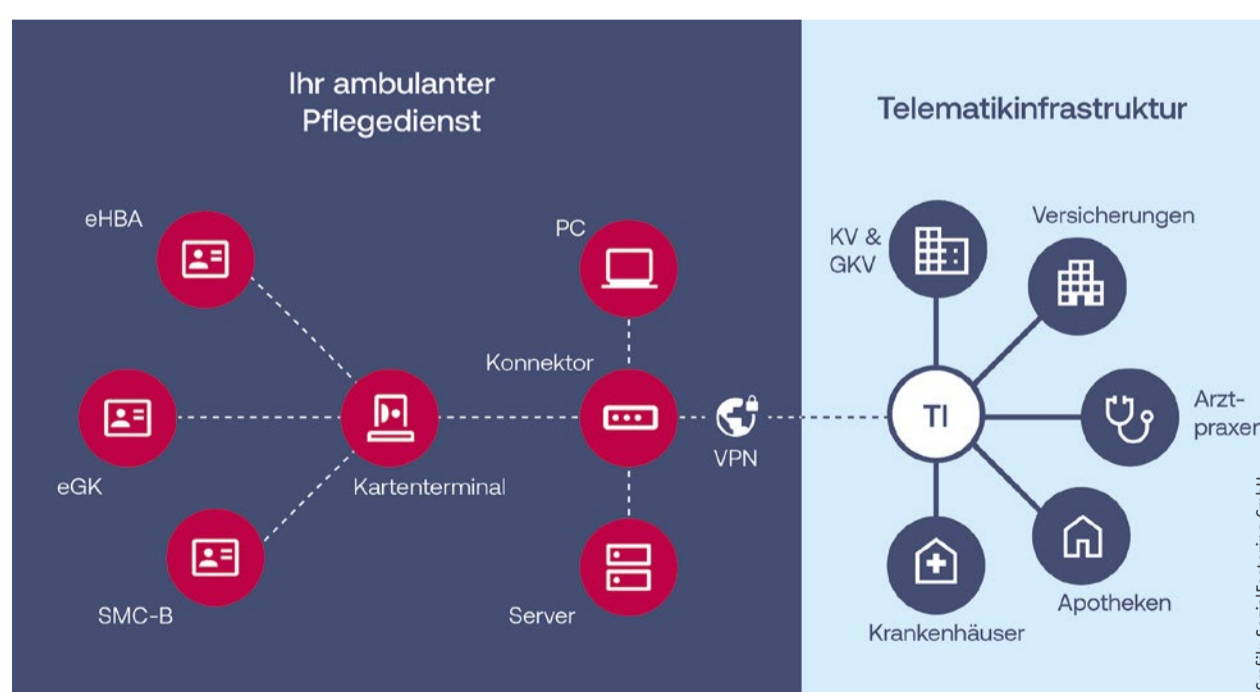 Ihr ambulanter
Pflegedienst
Telematikinfrastruktur
eHBA
PC
KV &
GKV
Versicherungen
Konnektor
TI
Arzt-
praxen
VPN
eGK
Kartenterminal
SMC-B
Server
Apotheken
Krankenhäuser